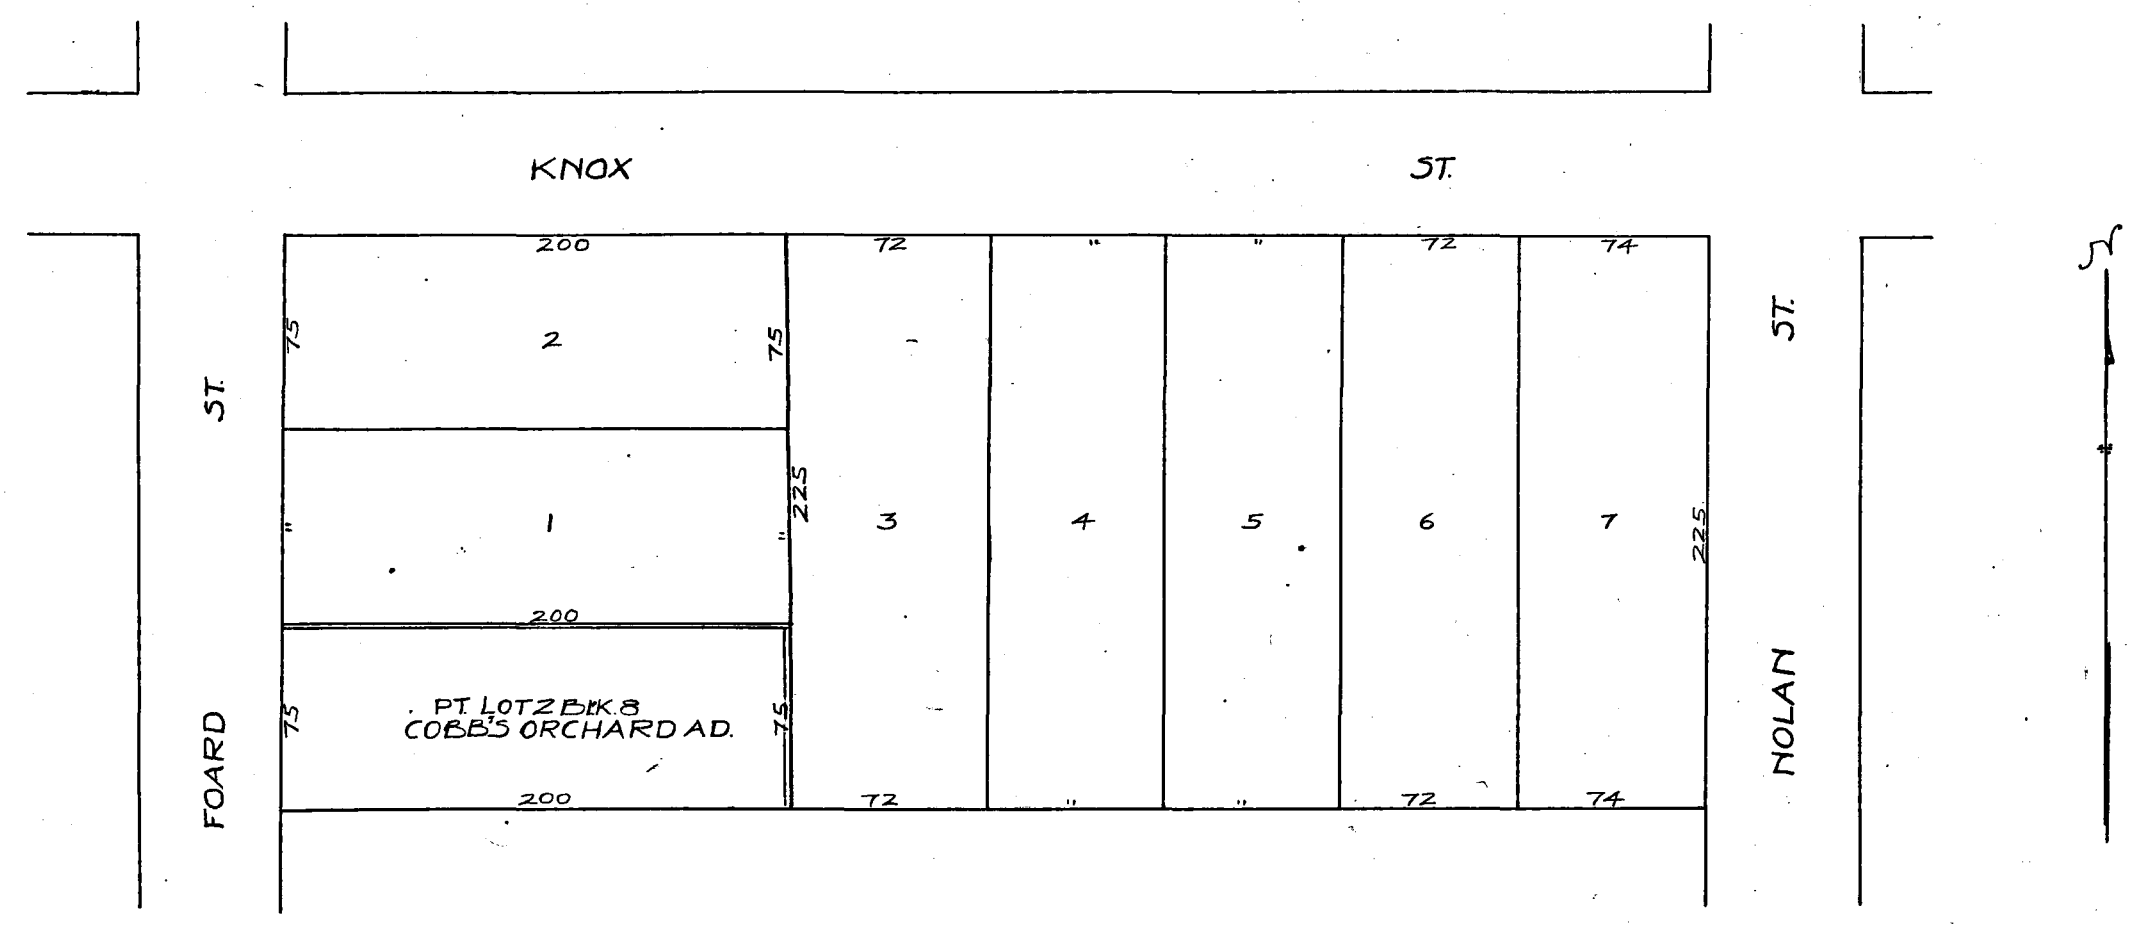 KNOX ST.
200 72 " " 72 74
75 2 75
ST.
ST.
225
" 1 "
3 4 5 6 7
225
200
PT. LOT 2 BLK. 8
COBB'S ORCHARD AD.
75 75
FOARD
NOLAN
200 72 " " 72 74